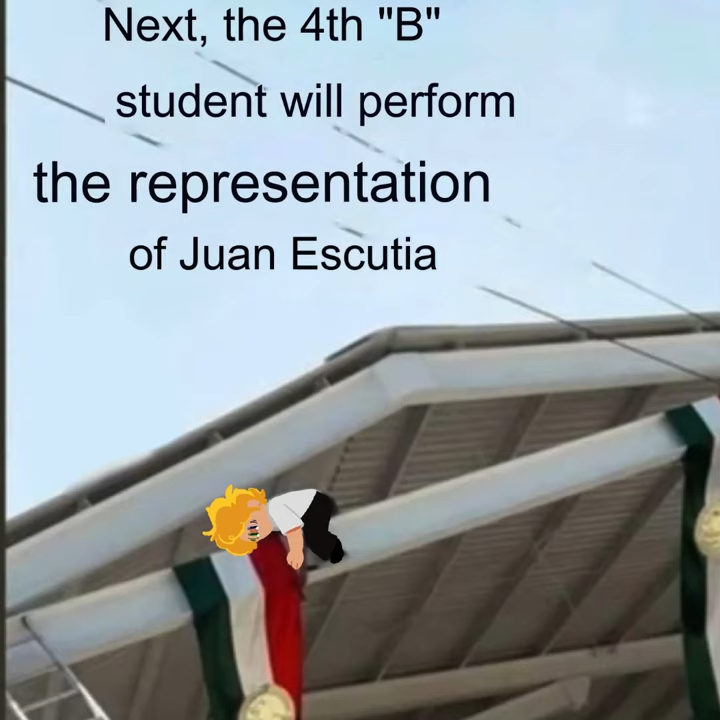 Next, the 4th "B"
student will perform
the representation
of Juan Escutia